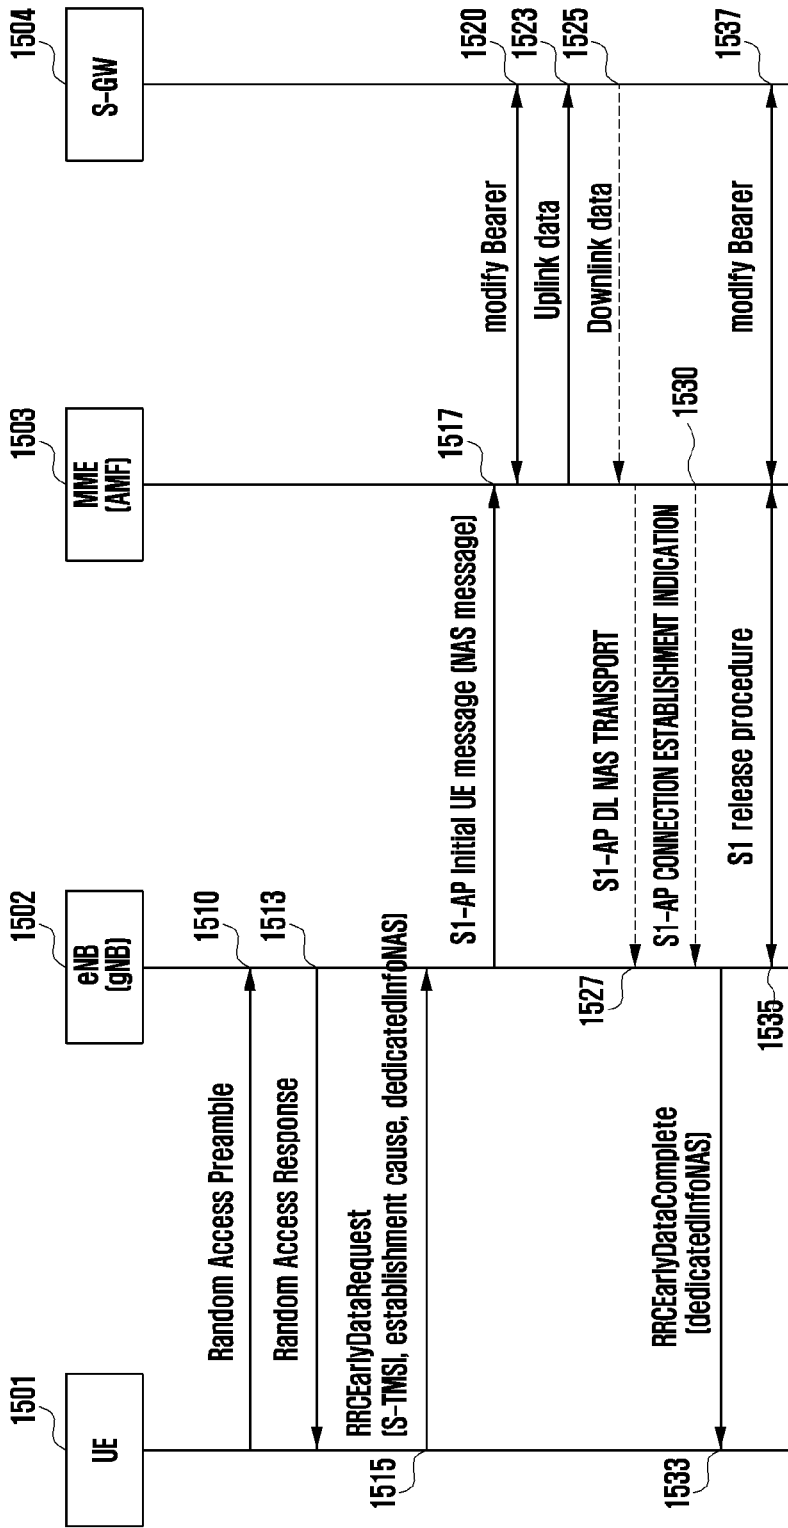 1501
UE
1502
eNB
(gNB)
1503
MME
(AMF)
1504
S-GW
Random Access Preamble
1510
Random Access Response
1513
RRCEarlyDataRequest
(S-TMSI, establishment cause, dedicatedInfoNAS)
1515
S1-AP Initial UE message (NAS message)
1517
modify Bearer
1520
Uplink data
1523
Downlink data
1525
S1-AP DL NAS TRANSPORT
1527
S1-AP CONNECTION ESTABLISHMENT INDICATION
1530
RRCEarlyDataComplete
(dedicatedInfoNAS)
1533
S1 release procedure
1535
modify Bearer
1537